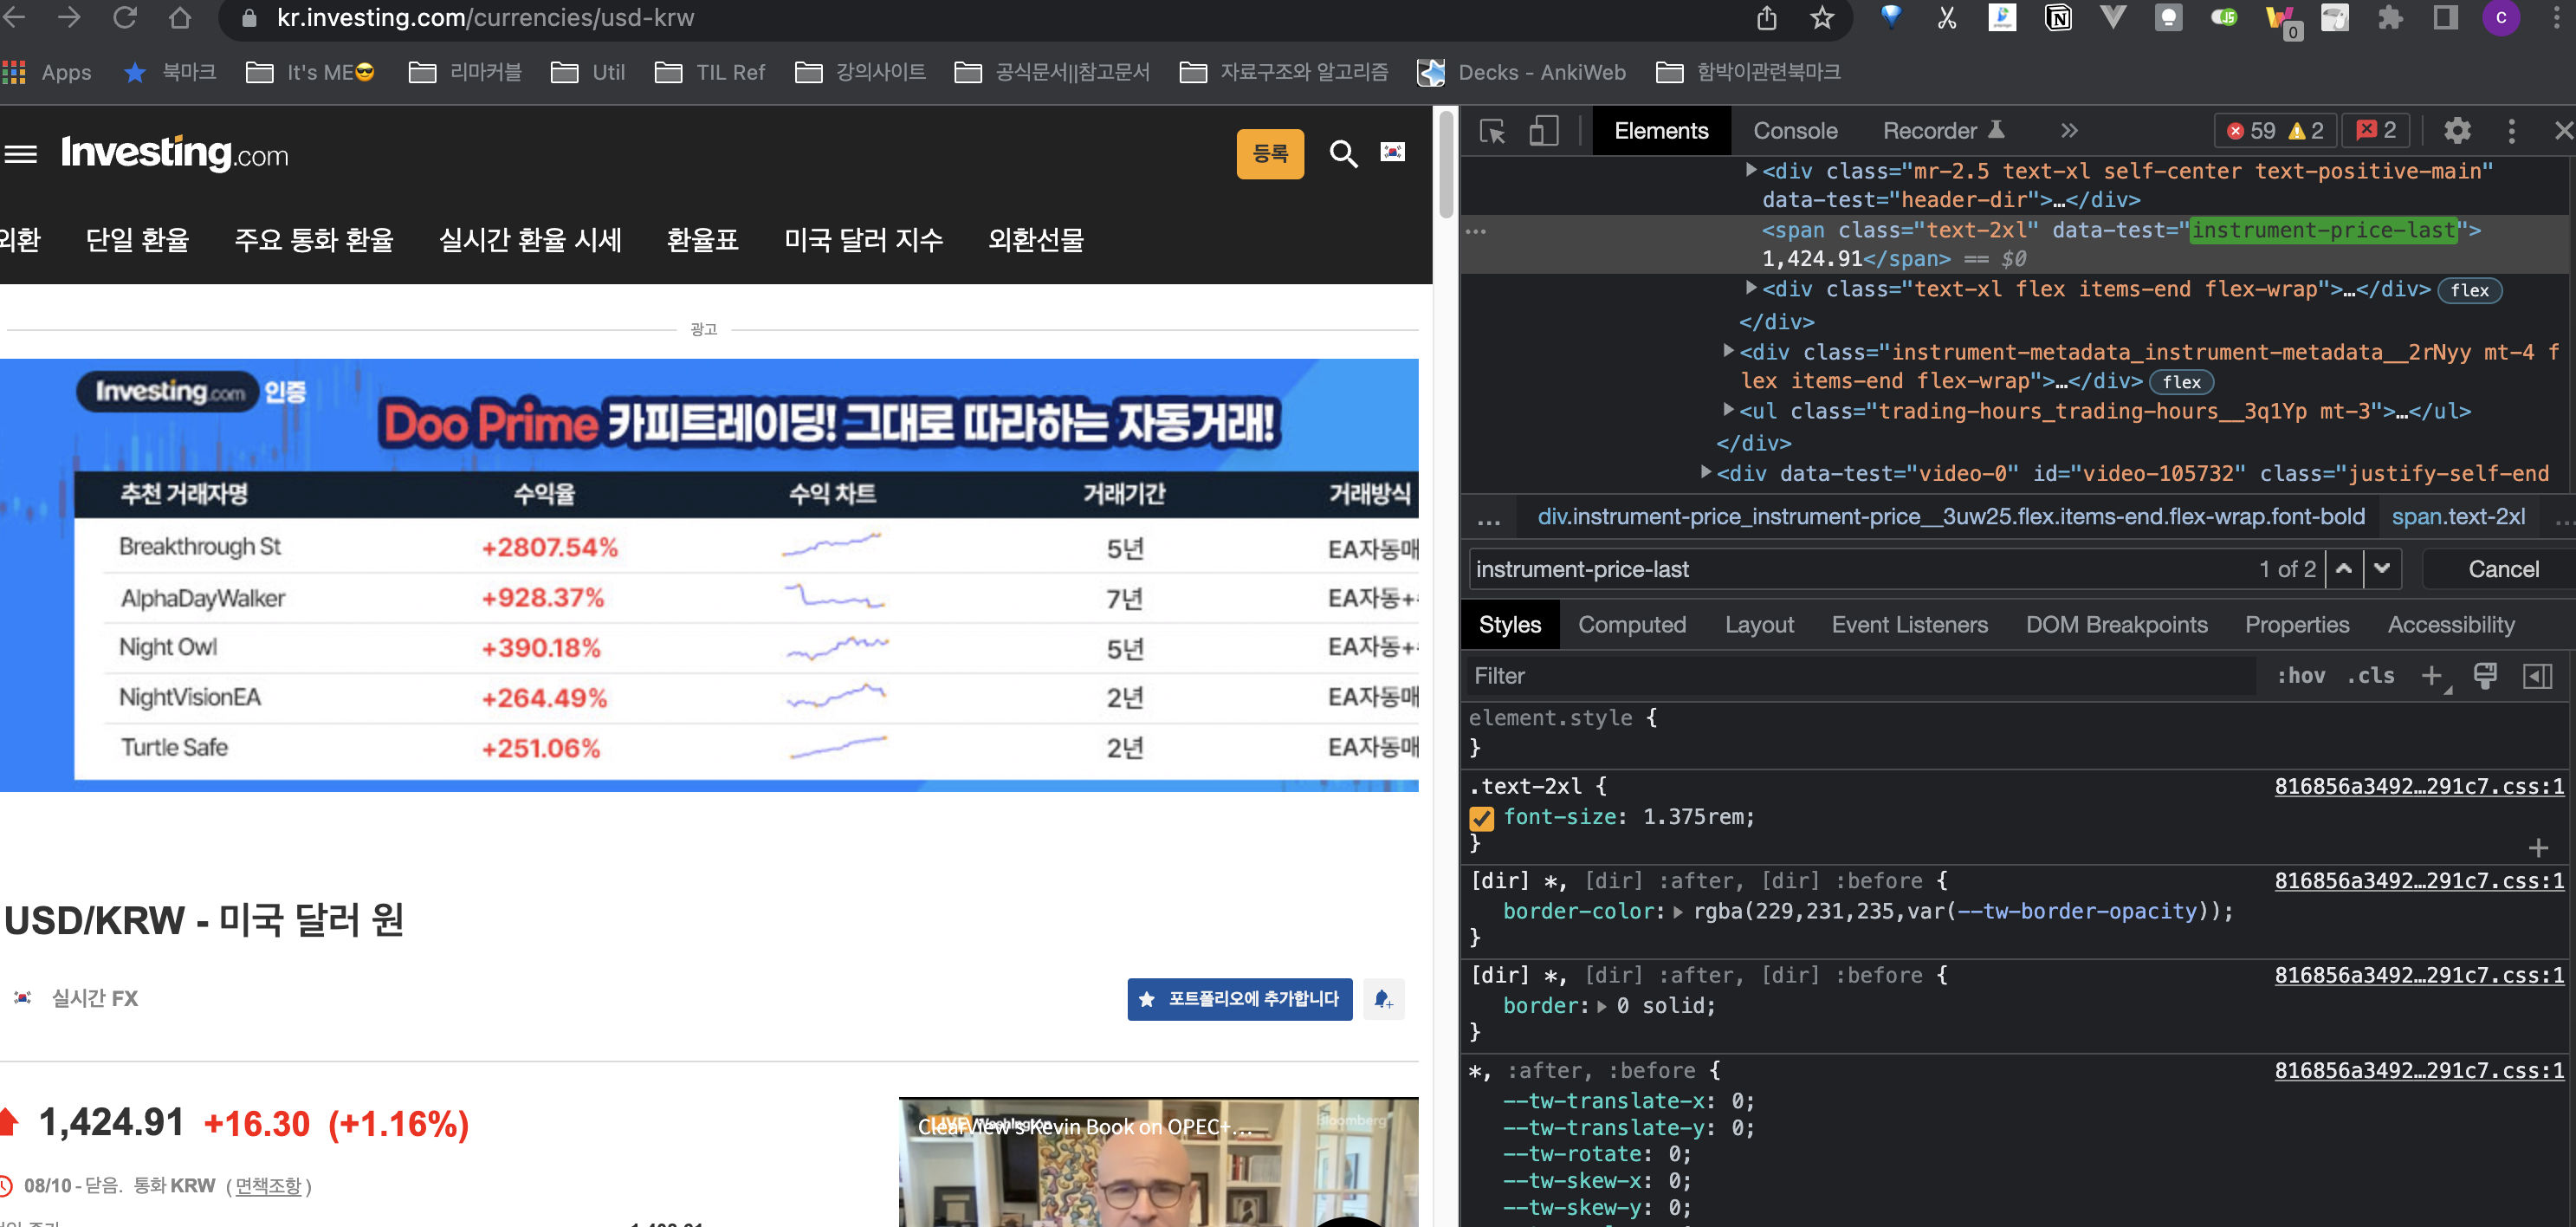 kr.investing.com/currencies/usd-krw
0
C
Apps 북마크 It's ME😎 리마커블 Util TIL Ref 강의사이트 공식문서||참고문서 자료구조와 알고리즘 Decks - AnkiWeb 함박이관련북마크
Investing.com
등록
외환 단일 환율 주요 통화 환율 실시간 환율 시세 환율표 미국 달러 지수 외환선물
광고
Investing.com 인증
Doo Prime 카피트레이딩! 그대로 따라하는 자동거래!
추천 거래자명 수익율 수익 차트 거래기간 거래방식
Breakthrough St +2807.54% 5년 EA자동매
AlphaDayWalker +928.37% 7년 EA자동+
Night Owl +390.18% 5년 EA자동+
NightVisionEA +264.49% 2년 EA자동매
Turtle Safe +251.06% 2년 EA자동매
USD/KRW - 미국 달러 원
실시간 FX
포트폴리오에 추가합니다
1,424.91 +16.30 (+1.16%)
08/10 - 닫음. 통화 KRW ( 면책조항 )
LIVE Washington
ClearView's Kevin Book on OPEC+...
Bloomberg
Elements Console Recorder » 59 2 2
<div class="mr-2.5 text-xl self-center text-positive-main"
data-test="header-dir">…</div>
<span class="text-2xl" data-test="instrument-price-last">
1,424.91</span> == $0
<div class="text-xl flex items-end flex-wrap">…</div> flex
</div>
<div class="instrument-metadata_instrument-metadata__2rNyy mt-4 f
lex items-end flex-wrap">…</div> flex
<ul class="trading-hours_trading-hours__3q1Yp mt-3">…</ul>
</div>
<div data-test="video-0" id="video-105732" class="justify-self-end
... div.instrument-price_instrument-price__3uw25.flex.items-end.flex-wrap.font-bold span.text-2xl ...
instrument-price-last 1 of 2 Cancel
Styles Computed Layout Event Listeners DOM Breakpoints Properties Accessibility
Filter :hov .cls +
element.style {
}
.text-2xl { 816856a3492…291c7.css:1
font-size: 1.375rem;
}
[dir] *, [dir] :after, [dir] :before { 816856a3492…291c7.css:1
border-color: rgba(229,231,235,var(--tw-border-opacity));
}
[dir] *, [dir] :after, [dir] :before { 816856a3492…291c7.css:1
border: 0 solid;
}
*, :after, :before { 816856a3492…291c7.css:1
--tw-translate-x: 0;
--tw-translate-y: 0;
--tw-rotate: 0;
--tw-skew-x: 0;
--tw-skew-y: 0;